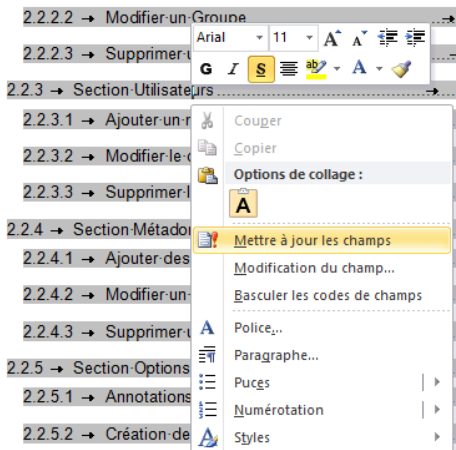 2.2.2.2 → Modifier·un·Groupe
2.2.2.3 → Supprimer·
Arial 11
G I S
2.2.3 → Section·Utilisateurs
2.2.3.1 → Ajouter·un·
2.2.3.2 → Modifier·le·
2.2.3.3 → Supprimer·
2.2.4 → Section·
2.2.4.1 → Ajouter·des
2.2.4.2 → Modifier·un·
2.2.4.3 → Supprimer·
2.2.5 → Section·Options
2.2.5.1 → Annotations
2.2.5.2 → Création·de
Couper
Copier
Options de collage :
A
Mettre à jour les champs
Modification du champ...
Basculer les codes de champs
Police...
Paragraphe...
Puces
Numérotation
Styles